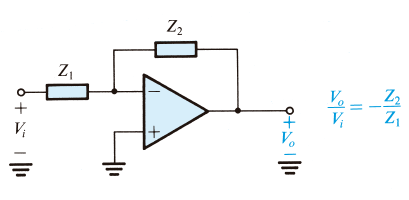 Z₂
Z₁
−
+
+
Vᵢ
−
+
Vₒ
−
Vₒ/Vᵢ = −Z₂/Z₁